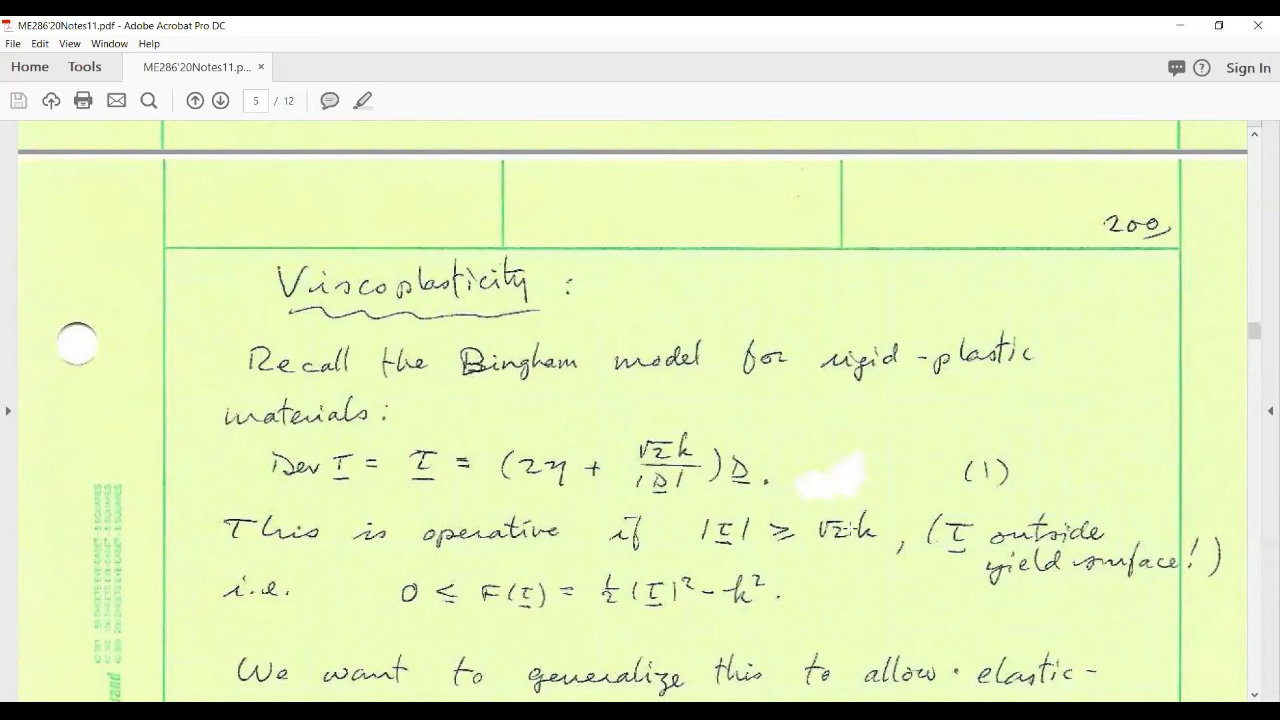 ME286'20Notes11.pdf - Adobe Acrobat Pro DC
File Edit View Window Help
Home Tools ME286'20Notes11.p... × Sign In
5 / 12
200
Viscoplasticity :
Recall the Bingham model for rigid-plastic
materials:
Dev T = τ = (2η + √2k/|D|) D. (1)
This is operative if |τ| ≥ √2k, (τ outside
yield surface!)
i.e. 0 ≤ F(τ) = ½|τ|² - k².
We want to generalize this to allow elastic-